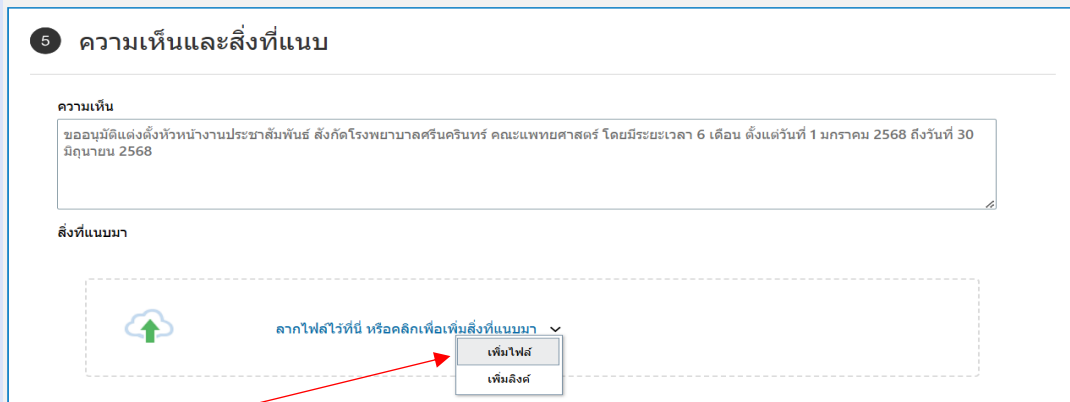 5 ความเห็นและสิ่งที่แนบ
ความเห็น
ขออนุมัติแต่งตั้งหัวหน้างานประชาสัมพันธ์ สังกัดโรงพยาบาลศรีนครินทร์ คณะแพทยศาสตร์ โดยมีระยะเวลา 6 เดือน ตั้งแต่วันที่ 1 มกราคม 2568 ถึงวันที่ 30
มิถุนายน 2568
สิ่งที่แนบมา
ลากไฟล์ไว้ที่นี่ หรือคลิกเพื่อเพิ่มสิ่งที่แนบมา
เพิ่มไฟล์
เพิ่มลิงค์